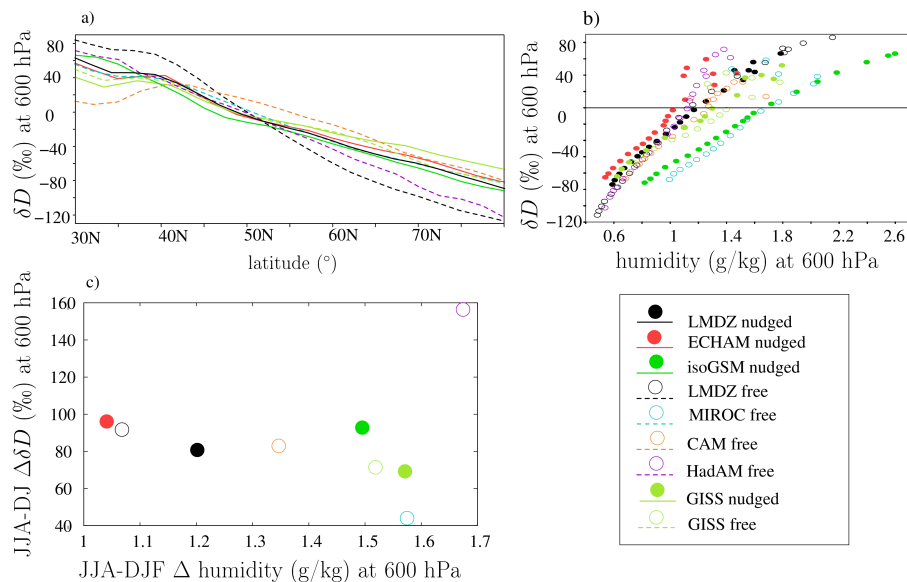 a)
80
40
0
−40
−80
−120
δD (‰) at 600 hPa
30N 40N 50N 60N 70N
latitude (°)
b)
80
40
0
−40
−80
−120
δD (‰) at 600 hPa
0.6 1 1.4 1.8 2.2 2.6
humidity (g/kg) at 600 hPa
c)
160
140
120
100
80
60
40
JJA-DJ ΔδD (‰) at 600 hPa
1 1.1 1.2 1.3 1.4 1.5 1.6 1.7
JJA-DJF Δ humidity (g/kg) at 600 hPa
LMDZ nudged
ECHAM nudged
isoGSM nudged
LMDZ free
MIROC free
CAM free
HadAM free
GISS nudged
GISS free